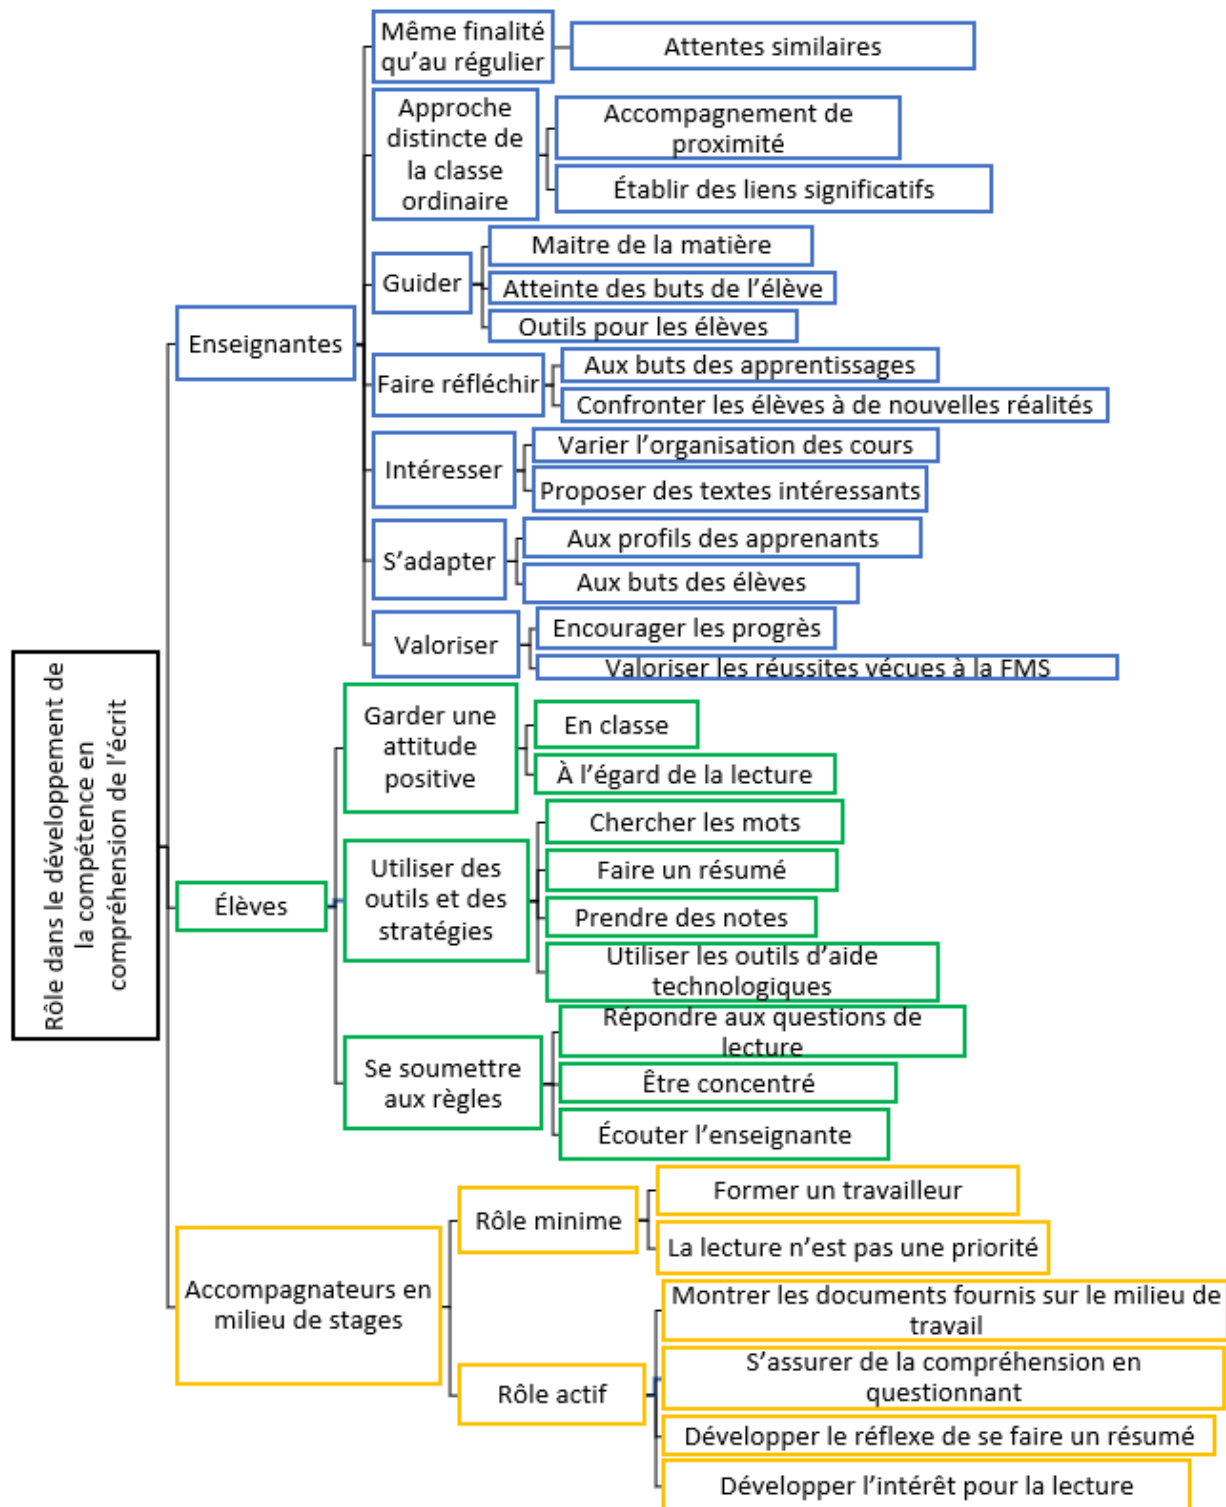 Rôle dans le développement de
la compétence en
compréhension de l'écrit
Enseignantes
Même finalité
qu'au régulier
Attentes similaires
Approche
distincte de
la classe
ordinaire
Accompagnement de
proximité
Établir des liens significatifs
Guider
Maitre de la matière
Atteinte des buts de l'élève
Outils pour les élèves
Faire réfléchir
Aux buts des apprentissages
Confronter les élèves à de nouvelles réalités
Intéresser
Varier l'organisation des cours
Proposer des textes intéressants
S'adapter
Aux profils des apprenants
Aux buts des élèves
Valoriser
Encourager les progrès
Valoriser les réussites vécues à la FMS
Élèves
Garder une
attitude
positive
En classe
À l'égard de la lecture
Utiliser des
outils et des
stratégies
Chercher les mots
Faire un résumé
Prendre des notes
Utiliser les outils d'aide
technologiques
Se soumettre
aux règles
Répondre aux questions de
lecture
Être concentré
Écouter l'enseignante
Accompagnateurs en
milieu de stages
Rôle minime
Former un travailleur
La lecture n'est pas une priorité
Rôle actif
Montrer les documents fournis sur le milieu de
travail
S'assurer de la compréhension en
questionnant
Développer le réflexe de se faire un résumé
Développer l'intérêt pour la lecture